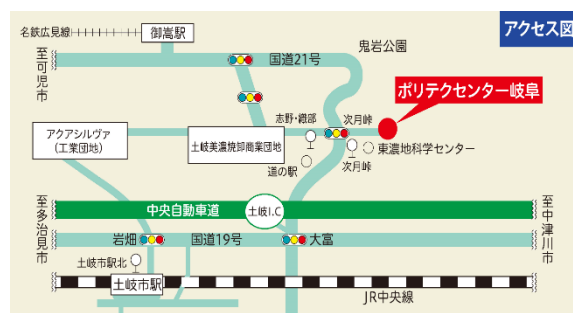 アクセス図
名鉄広見線
御嵩駅
鬼岩公園
国道21号
至可児市
ポリテクセンター岐阜
志野・織部
次月峠
アクアシルヴァ
(工業団地)
土岐美濃焼卸商業団地
東濃地科学センター
道の駅
次月峠
中央自動車道
土岐I.C
至多治見市
至中津川市
岩畑
国道19号
大富
土岐市駅北
土岐市駅
JR中央線